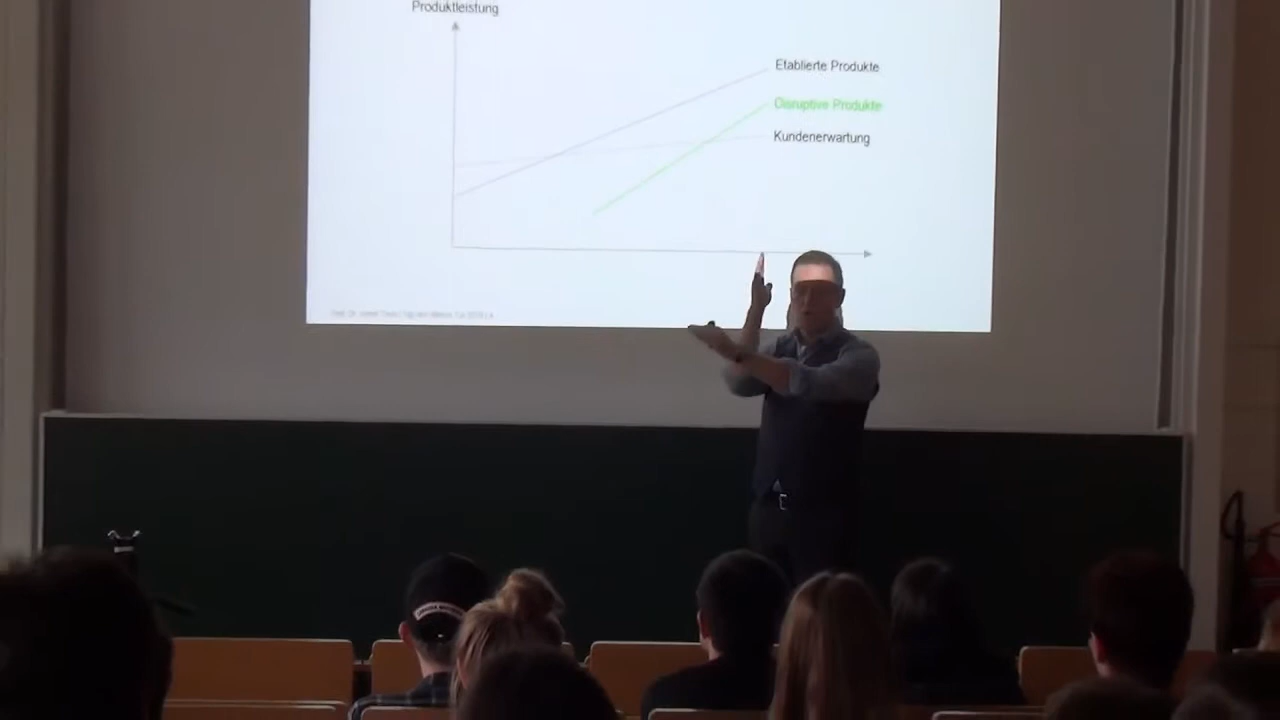 Produktleistung
Etablierte Produkte
Disruptive Produkte
Kundenerwartung